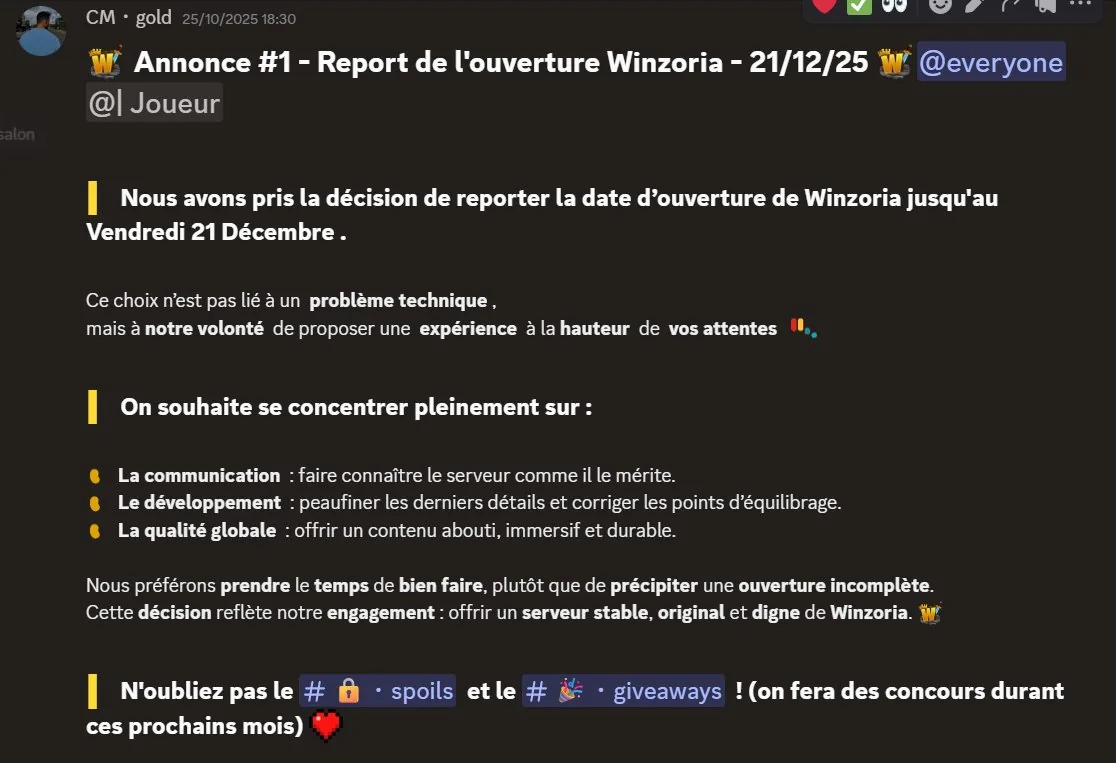 CM • gold 25/10/2025 18:30
Annonce #1 - Report de l'ouverture Winzoria - 21/12/25 @everyone
@| Joueur
salon
Nous avons pris la décision de reporter la date d’ouverture de Winzoria jusqu'au
Vendredi 21 Décembre .
Ce choix n’est pas lié à un problème technique ,
mais à notre volonté de proposer une expérience à la hauteur de vos attentes
On souhaite se concentrer pleinement sur :
La communication : faire connaître le serveur comme il le mérite.
Le développement : peaufiner les derniers détails et corriger les points d’équilibrage.
La qualité globale : offrir un contenu abouti, immersif et durable.
Nous préférons prendre le temps de bien faire, plutôt que de précipiter une ouverture incomplète.
Cette décision reflète notre engagement : offrir un serveur stable, original et digne de Winzoria.
N'oubliez pas le # 🔒 • spoils et le # 🎉 • giveaways ! (on fera des concours durant
ces prochains mois) ❤️